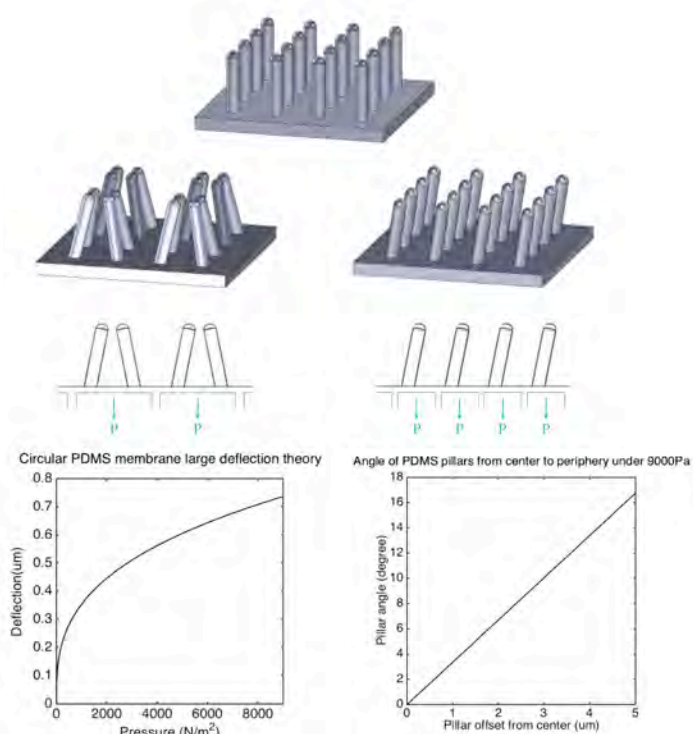 P P P P P P
Circular PDMS membrane large deflection theory
Angle of PDMS pillars from center to periphery under 9000Pa
0.8
0.7
0.6
0.5
0.4
0.3
0.2
0.1
0
Deflection(um)
0 2000 4000 6000 8000
Pressure (N/m²)
18
16
14
12
10
8
6
4
2
0
Pillar angle (degree)
0 1 2 3 4 5
Pillar offset from center (um)